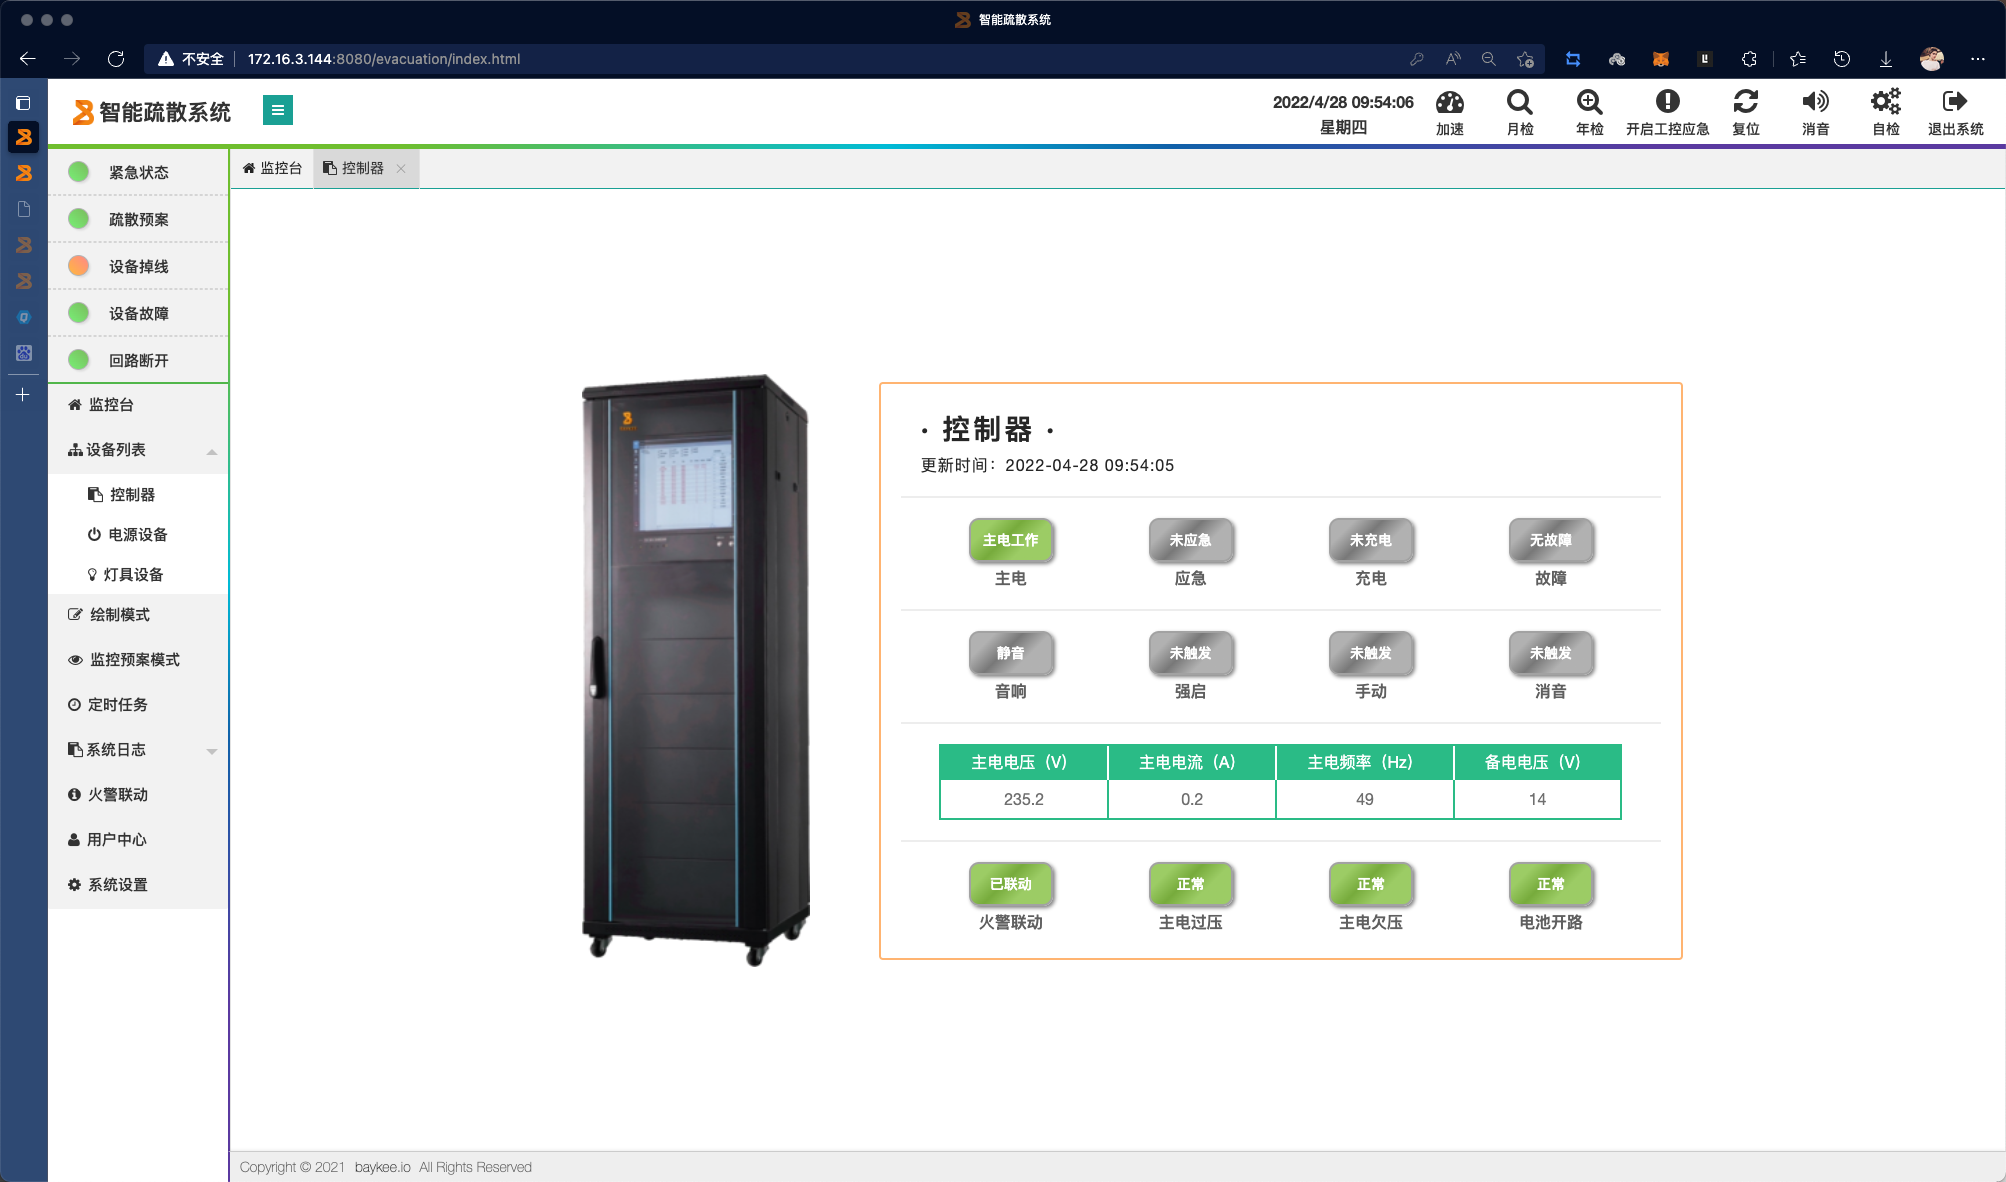 智能疏散系统
不安全 172.16.3.144:8080/evacuation/index.html
智能疏散系统
2022/4/28 09:54:06
星期四
加速
月检
年检
开启工控应急
复位
消音
自检
退出系统
紧急状态
疏散预案
设备掉线
设备故障
回路断开
监控台
设备列表
控制器
电源设备
灯具设备
绘制模式
监控预案模式
定时任务
系统日志
火警联动
用户中心
系统设置
监控台 控制器
· 控制器 ·
更新时间：2022-04-28 09:54:05
主电工作 未应急 未充电 无故障
主电 应急 充电 故障
静音 未触发 未触发 未触发
音响 强启 手动 消音
主电电压（V） 主电电流（A） 主电频率（Hz） 备电电压（V）
235.2 0.2 49 14
已联动 正常 正常 正常
火警联动 主电过压 主电欠压 电池开路
Copyright © 2021 baykee.io All Rights Reserved